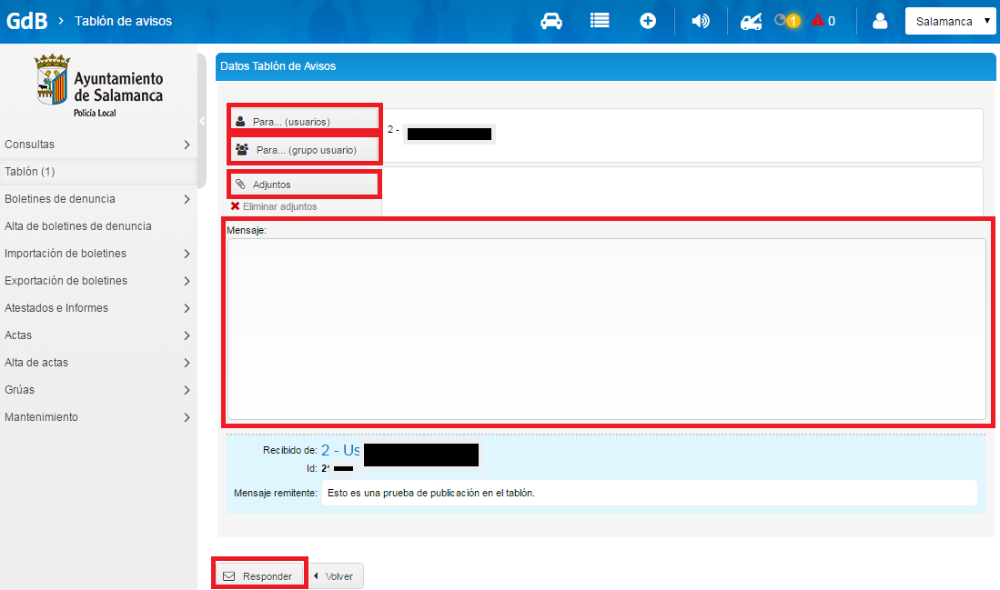 GdB › Tablón de avisos
1
0
Salamanca
Ayuntamiento
de Salamanca
Policía Local
Consultas
Tablón (1)
Boletines de denuncia
Alta de boletines de denuncia
Importación de boletines
Exportación de boletines
Atestados e Informes
Actas
Alta de actas
Grúas
Mantenimiento
Datos Tablón de Avisos
Para... (usuarios)
2 -
Para... (grupo usuario)
Adjuntos
Eliminar adjuntos
Mensaje:
Recibido de: 2 - Us
Id: 2
Mensaje remitente: Esto es una prueba de publicación en el tablón.
Responder
Volver